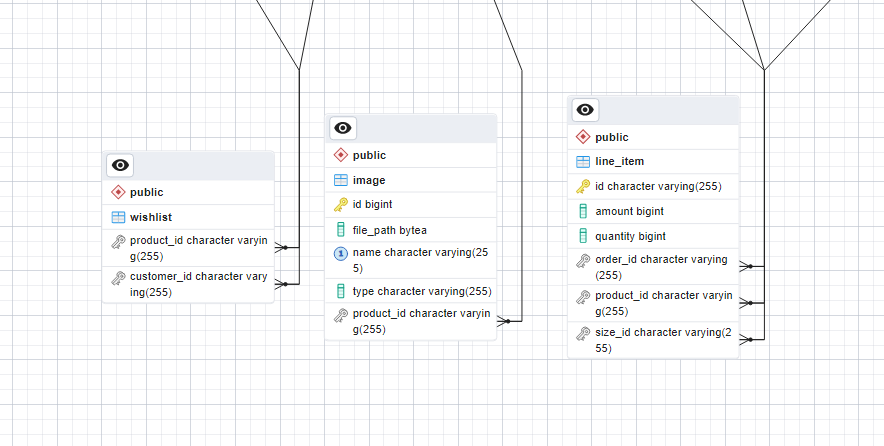 public
wishlist
product_id character varyin
g(255)
customer_id character vary
ing(255)
public
image
id bigint
file_path bytea
1 name character varying(25
5)
type character varying(255)
product_id character varyin
g(255)
public
line_item
id character varying(255)
amount bigint
quantity bigint
order_id character varying
(255)
product_id character varyin
g(255)
size_id character varying(2
55)